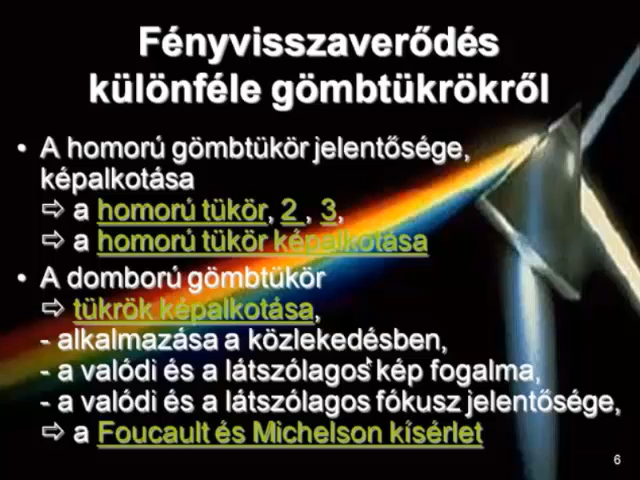 Fényvisszaverődés
különféle gömbtükrökről
• A homorú gömbtükör jelentősége,
képalkotása
⇨ a homorú tükör, 2 , 3,
⇨ a homorú tükör képalkotása
• A domború gömbtükör
⇨ tükrök képalkotása,
- alkalmazása a közlekedésben,
- a valódi és a látszólagos kép fogalma,
- a valódi és a látszólagos fókusz jelentősége,
⇨ a Foucault és Michelson kísérlet
6